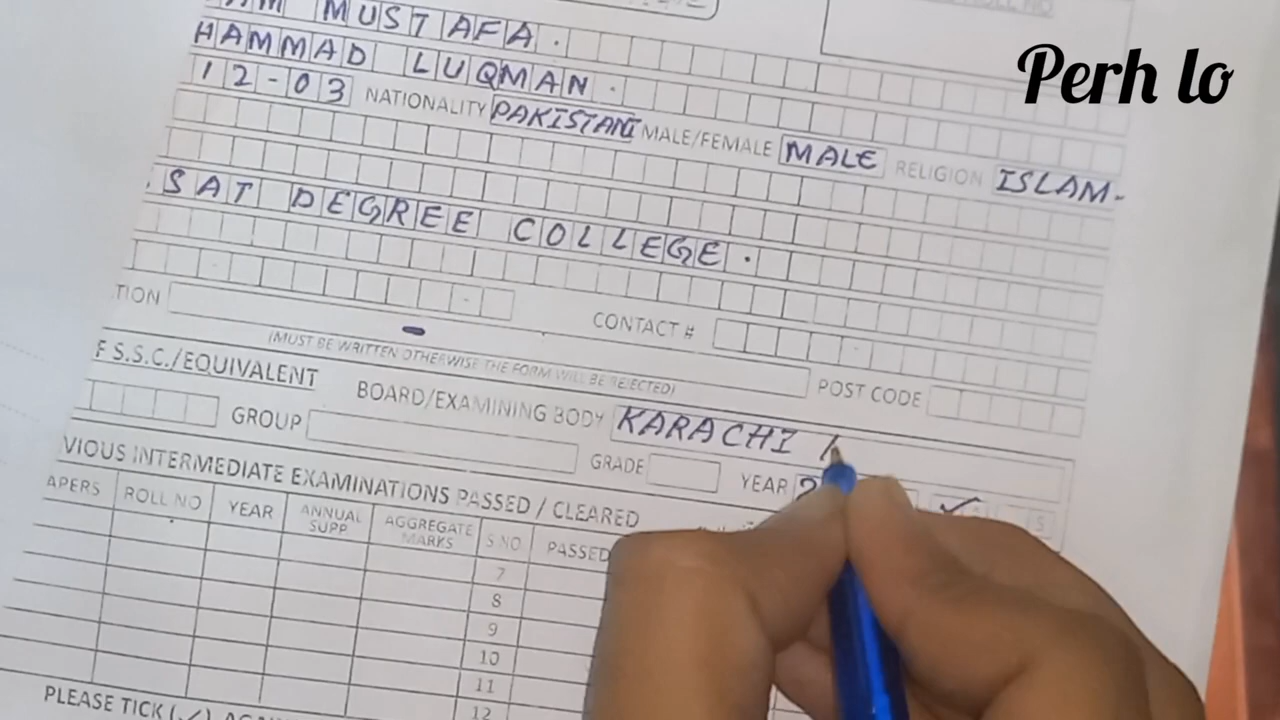 MUSTAFA.
Perh lo
HAMMAD LUQMAN.
12-03 NATIONALITY PAKISTANI MALE/FEMALE MALE RELIGION ISLAM-
SAT DEGREE COLLEGE.
TION CONTACT #
(MUST BE WRITTEN OTHERWISE THE FORM WILL BE REJECTED) POST CODE
F S.S.C./EQUIVALENT BOARD/EXAMINING BODY KARACHI
GROUP GRADE YEAR 2
VIOUS INTERMEDIATE EXAMINATIONS PASSED / CLEARED
APERS ROLL NO YEAR ANNUAL SUPP AGGREGATE MARKS S NO PASSED
7
8
9
10
11
12
PLEASE TICK (✓)